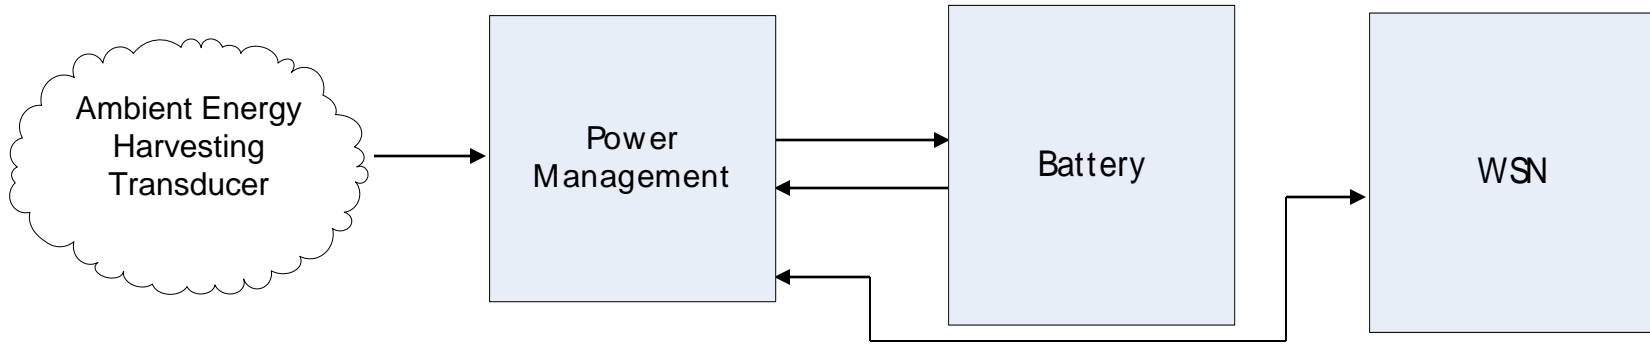 Ambient Energy
Harvesting
Transducer
Power
Management
Battery
WSN